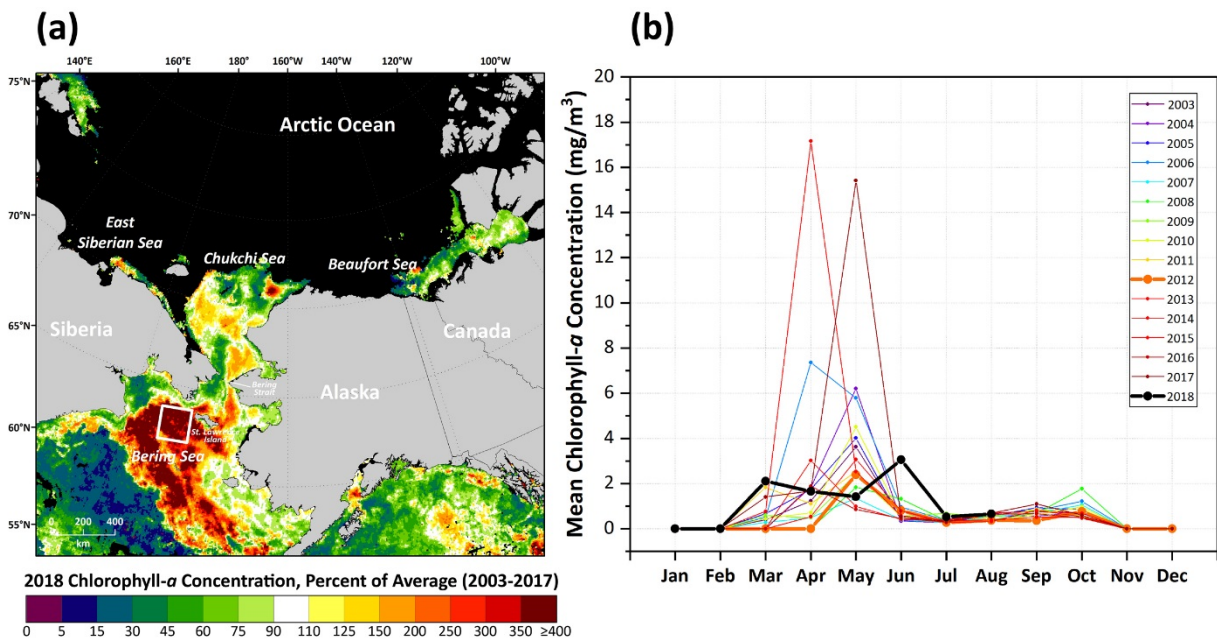 (a)
140°E 160°E 180° 160°W 140°W 120°W 100°W
75°N
Arctic Ocean
70°N
East
Siberian Sea
Chukchi Sea
Beaufort Sea
65°N
Siberia
Canada
Alaska
Bering
Strait
60°N
St. Lawrence
Island
Bering Sea
55°N
0 200 400
km
2018 Chlorophyll-a Concentration, Percent of Average (2003-2017)
0 5 15 30 45 60 75 90 110 125 150 200 250 300 350 ≥400
(b)
Mean Chlorophyll-a Concentration (mg/m³)
20
18
16
14
12
10
8
6
4
2
0
Jan Feb Mar Apr May Jun Jul Aug Sep Oct Nov Dec
2003
2004
2005
2006
2007
2008
2009
2010
2011
2012
2013
2014
2015
2016
2017
2018